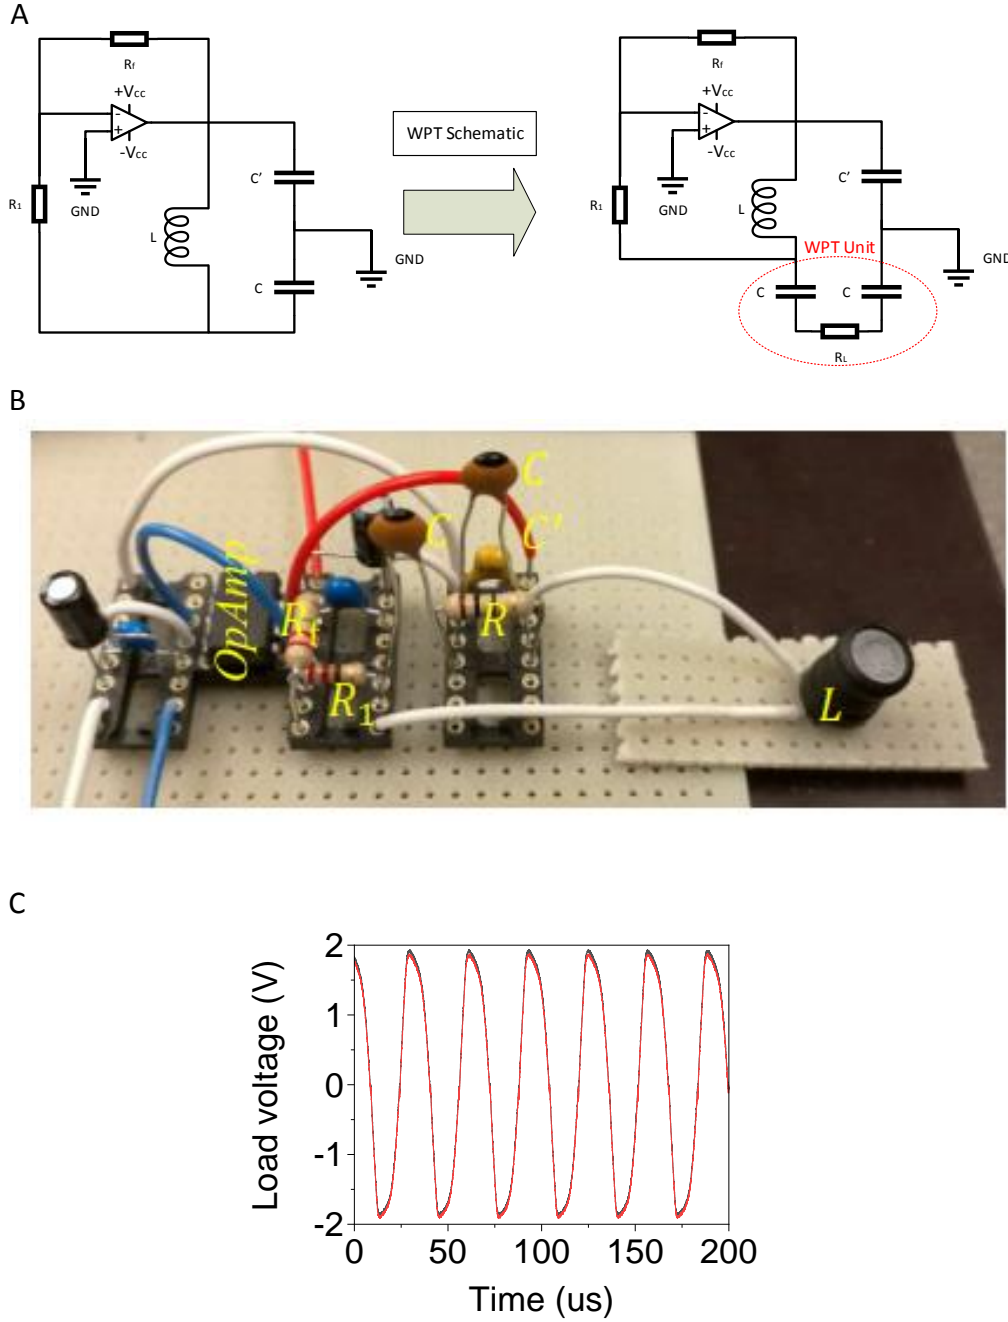 A
Rf
+Vcc
-
+
-Vcc
GND
R1
L
C'
C
GND
WPT Schematic
Rf
+Vcc
-
+
-Vcc
GND
R1
L
C'
WPT Unit
GND
C
C
RL
B
C
C
C'
OpAmp
Rf
R
R1
L
C
2
1
0
-1
-2
Load voltage (V)
0 50 100 150 200
Time (us)